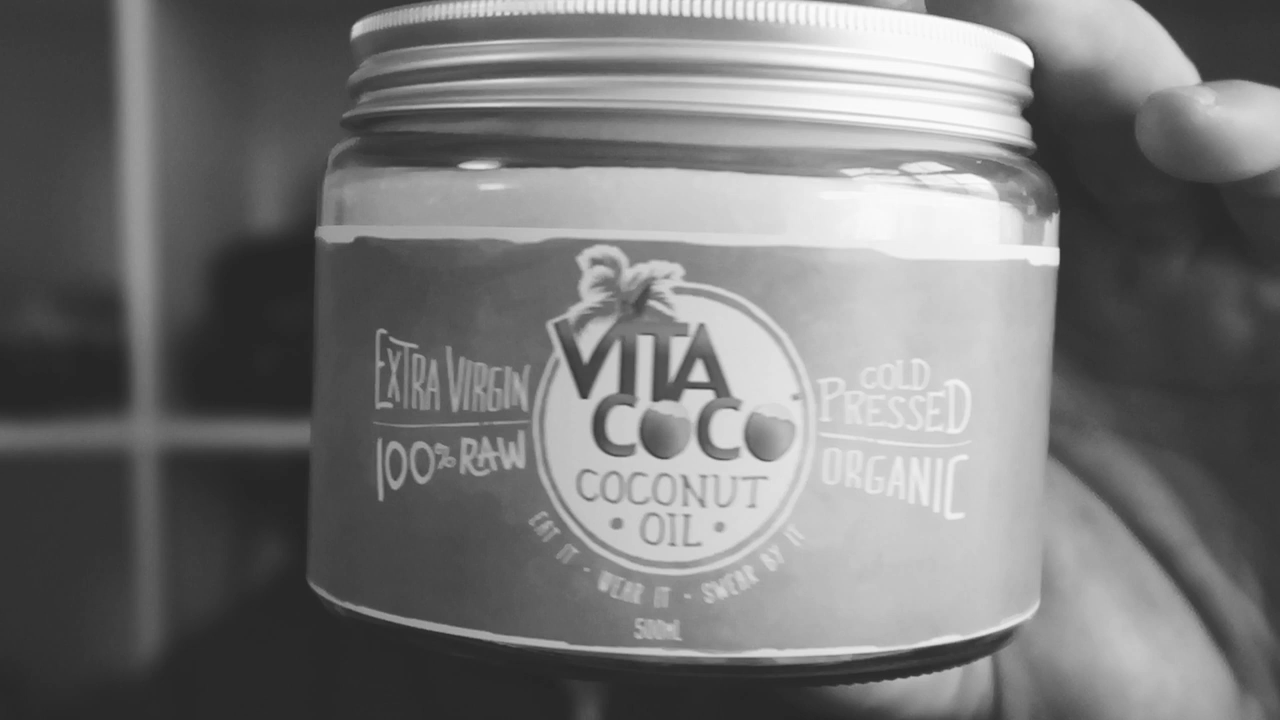 EXTRA VIRGIN
100% RAW
VITA
COCO
COCONUT
• OIL •
COLD
PRESSED
ORGANIC
EAT IT - WEAR IT - SWEAR BY IT
500ML